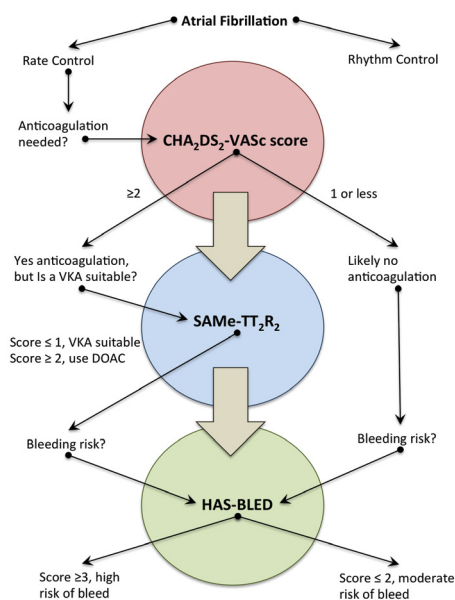 Atrial Fibrillation
Rate Control
Rhythm Control
Anticoagulation
needed?
CHA₂DS₂-VASc score
≥2
1 or less
Yes anticoagulation,
but Is a VKA suitable?
Likely no
anticoagulation
SAMe-TT₂R₂
Score ≤ 1, VKA suitable
Score ≥ 2, use DOAC
Bleeding risk?
Bleeding risk?
HAS-BLED
Score ≥3, high
risk of bleed
Score ≤ 2, moderate
risk of bleed